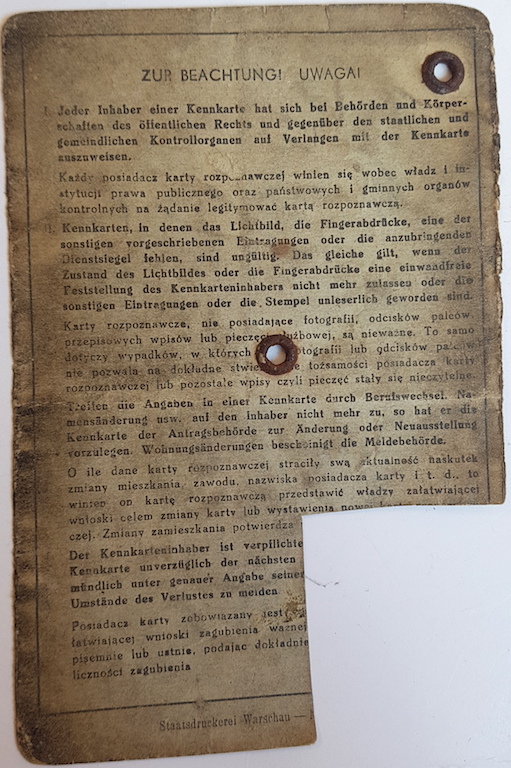 ZUR BEACHTUNG! UWAGA!
Jeder Inhaber einer Kennkarte hat sich bei Behörden und Körper-
schaften des öffentlichen Rechts und gegenüber den staatlichen und
gemeindlichen Kontrollorganen auf Verlangen mit der Kennkarte
auszuweisen.
Każdy posiadacz karty rozpoznawczej winien się wobec władz i in-
stytucji prawa publicznego oraz państwowych i gminnych organów
kontrolnych na żądanie legitymować kartą rozpoznawczą.
Kennkarten, in denen das Lichtbild, die Fingerabdrücke, eine der
sonstigen vorgeschriebenen Eintragungen oder die anzubringenden
Dienstsiegel fehlen, sind ungültig. Das gleiche gilt, wenn der
Zustand des Lichtbildes oder die Fingerabdrücke eine einwandfreie
Feststellung des Kennkarteninhabers nicht mehr zulassen oder die
sonstigen Eintragungen oder die Stempel unleserlich geworden sind.
Karty rozpoznawcze, nie posiadające fotografii, odcisków palców,
przepisowych wpisów lub pieczęci służbowej, są nieważne. To samo
dotyczy wypadków, w których fotografii lub odcisków palców
nie pozwala na dokładne tożsamości posiadacza karty
rozpoznawczej lub pozostałe wpisy czyli pieczęć stały się nieczytelne.
Treffen die Angaben in einer Kennkarte durch Berufswechsel, Na-
mensänderung usw. auf den Inhaber nicht mehr zu, so hat er die
Kennkarte der Antragsbehörde zur Änderung oder Neuausstellung
vorzulegen. Wohnungsänderungen bescheinigt die Meldebehörde.
O ile dane karty rozpoznawczej straciły swą aktualność naskutek
zmiany mieszkania, zawodu, nazwiska posiadacza karty i t. d., to
winien on kartę rozpoznawczą przedstawić władzy załatwiającej
wnioski celem zmiany karty lub wystawienia
czej. Zmiany zamieszkania potwierdza
Der Kennkarteninhaber ist verpflichte
Kennkarte unverzüglich der nächsten
mündlich unter genauer Angabe seiner
Umstände des Verlustes zu melden
Posiadacz karty zobowiązany jest
łatwiającej wnioski zagubienia ważnej
pisemnie lub ustnie, podając dokładnie
liczności zagubienia
Staatsdruckerei Warschau —